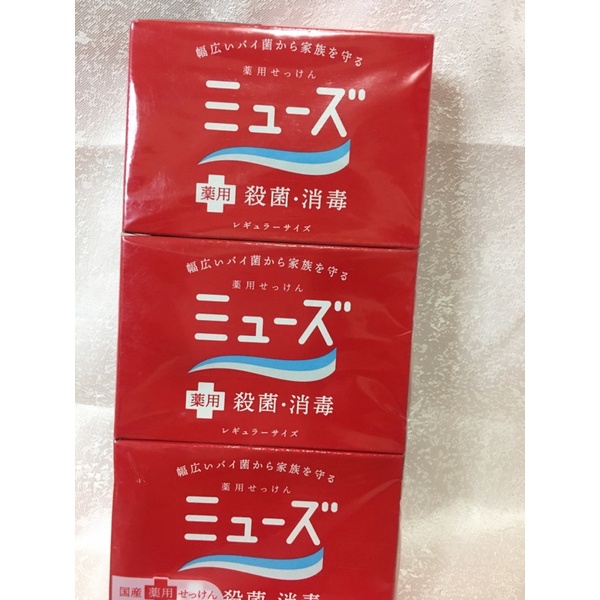 幅広いバイ菌から家族を守る
薬用せっけん
ミューズ
薬用 殺菌・消毒
レギュラーサイズ
幅広いバイ菌から家族を守る
薬用せっけん
ミューズ
薬用 殺菌・消毒
レギュラーサイズ
幅広いバイ菌から家族を守る
薬用せっけん
ミューズ
国産 薬用 せっけん 殺菌・消毒